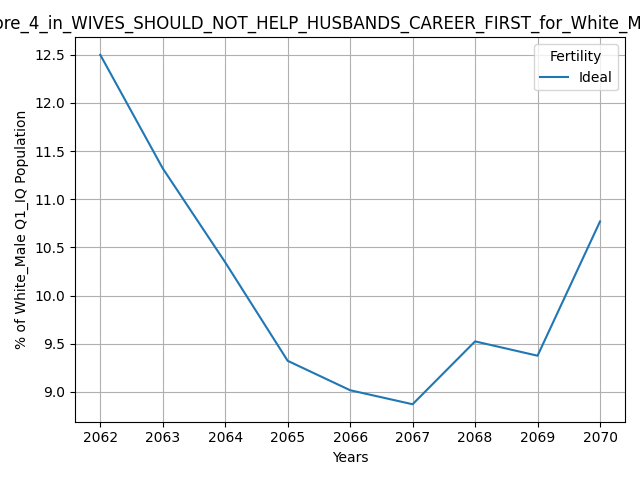 ore_4_in_WIVES_SHOULD_NOT_HELP_HUSBANDS_CAREER_FIRST_for_White_M
Fertility
Ideal
% of White_Male Q1_IQ Population
12.5
12.0
11.5
11.0
10.5
10.0
9.5
9.0
2062 2063 2064 2065 2066 2067 2068 2069 2070
Years